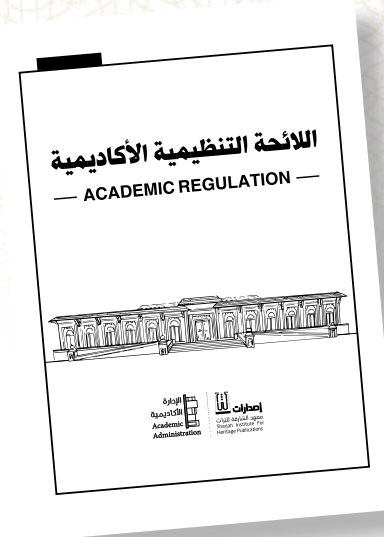 اللائحة التنظيمية الأكاديمية
ACADEMIC REGULATION
إصدارات
معهد الشارقة للتراث
Sharjah Institute For
Heritage Publications
الإدارة
الأكاديمية
Academic
Administration